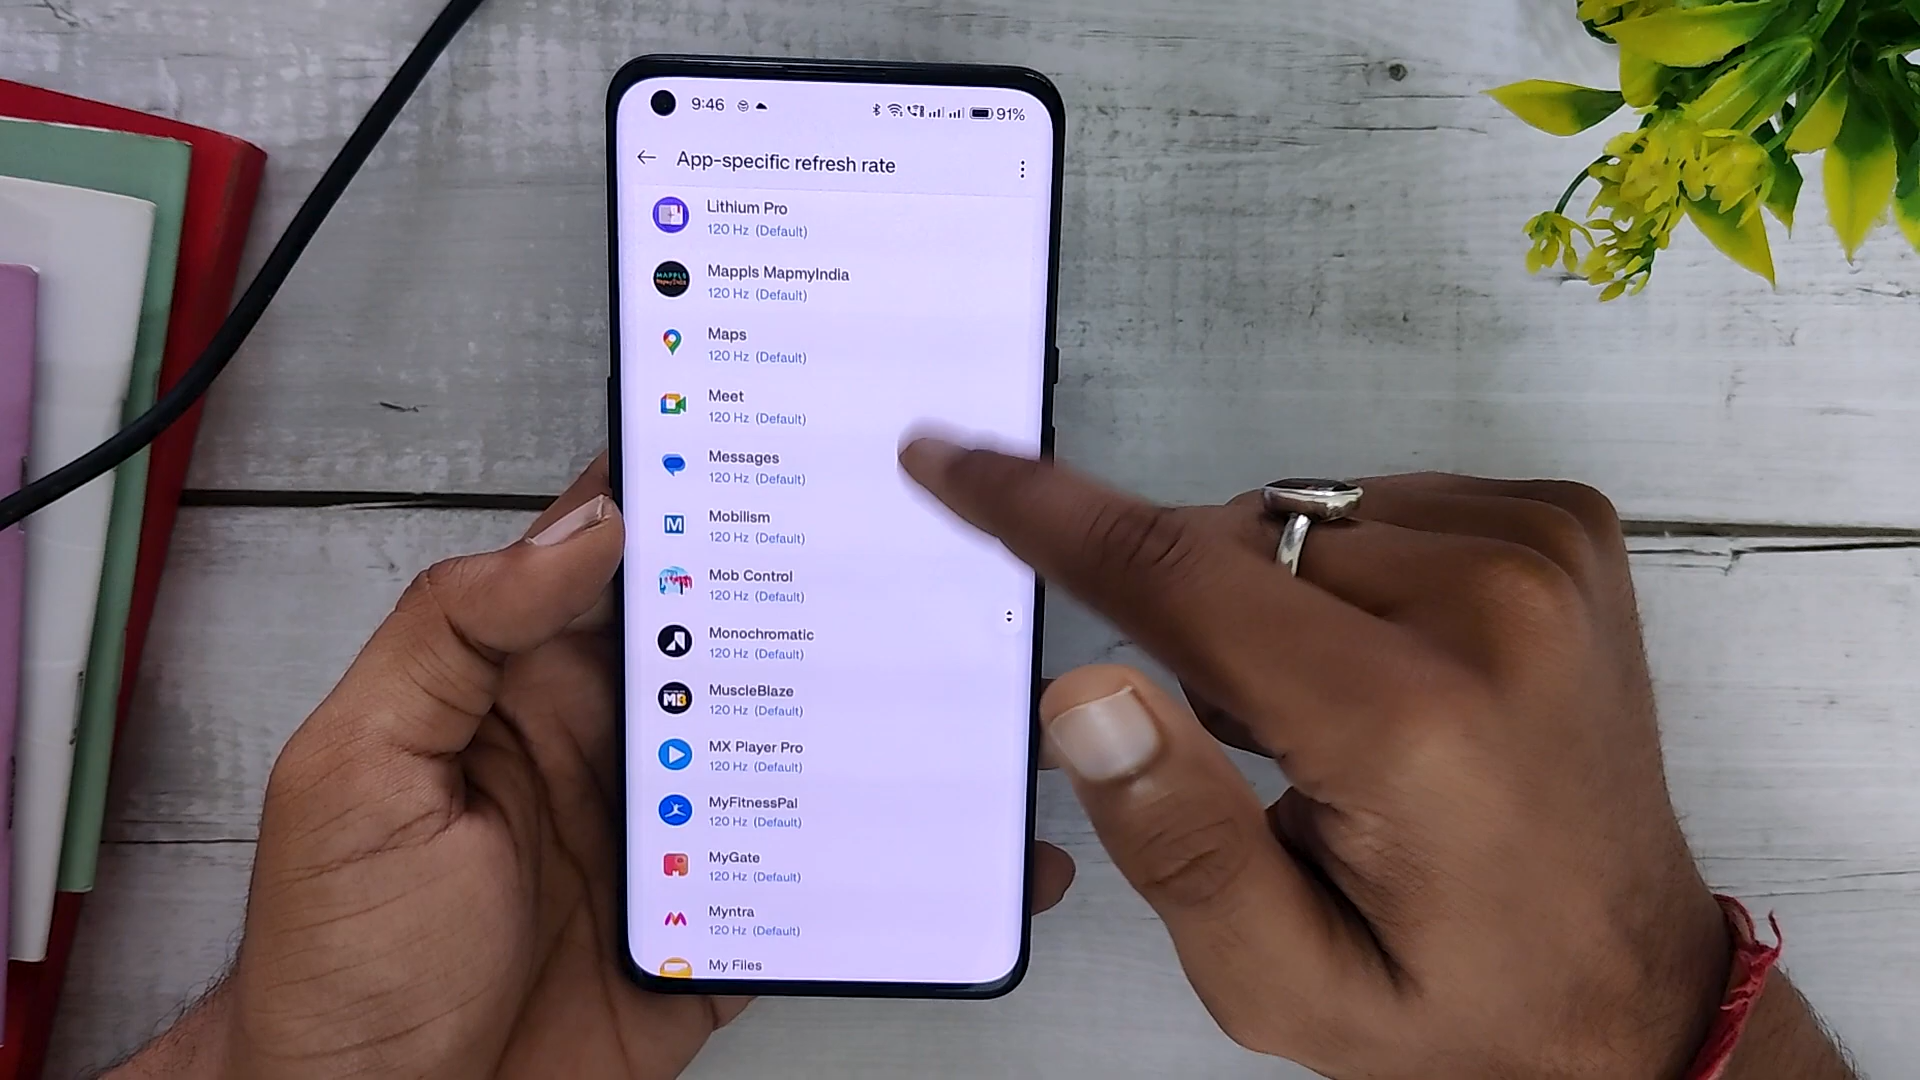 9:46
91%
App-specific refresh rate
Lithium Pro
120 Hz (Default)
MAPPLS
Mappls MapmyIndia
120 Hz (Default)
Maps
120 Hz (Default)
Meet
120 Hz (Default)
Messages
120 Hz (Default)
M
Mobilism
120 Hz (Default)
Mob Control
120 Hz (Default)
Monochromatic
120 Hz (Default)
MB
MuscleBlaze
120 Hz (Default)
MX Player Pro
120 Hz (Default)
MyFitnessPal
120 Hz (Default)
MyGate
120 Hz (Default)
Myntra
120 Hz (Default)
My Files